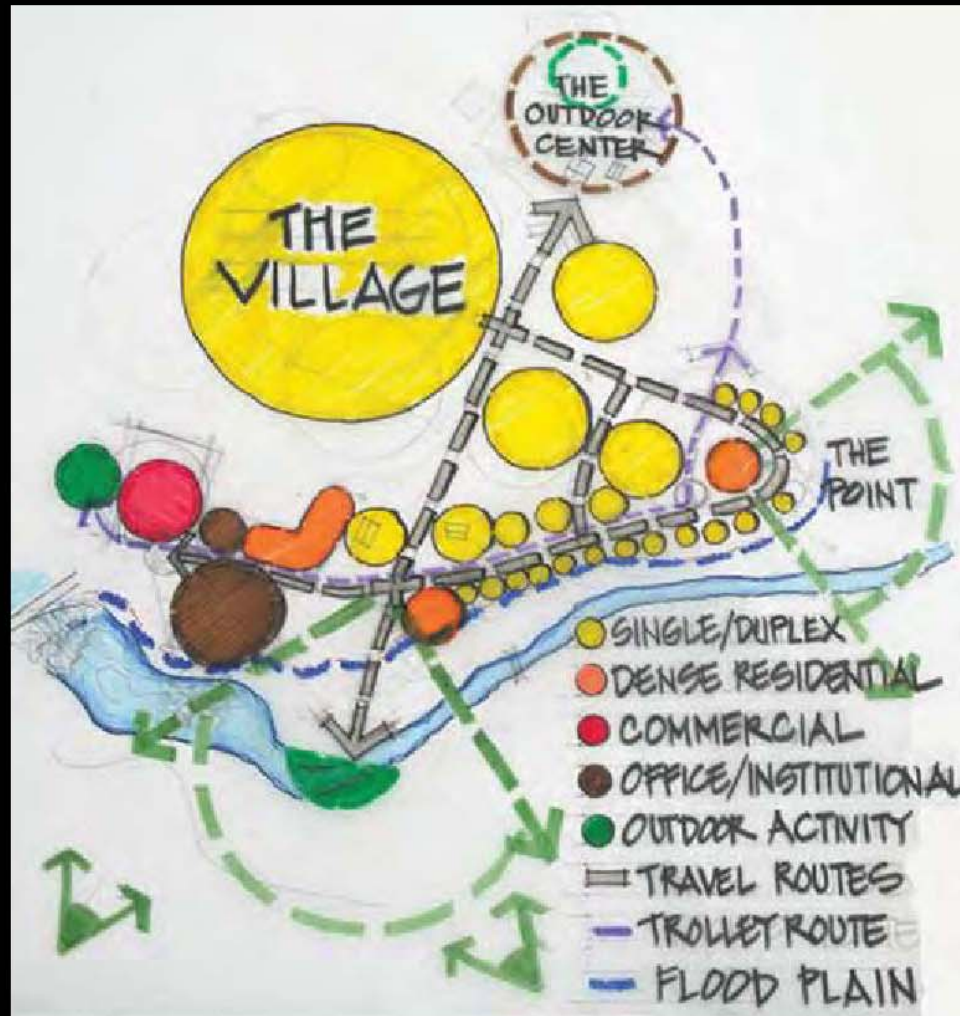 THE
OUTDOOR
CENTER
THE
VILLAGE
THE
POINT
SINGLE/DUPLEX
DENSE RESIDENTIAL
COMMERCIAL
OFFICE/INSTITUTIONAL
OUTDOOR ACTIVITY
TRAVEL ROUTES
TROLLEY ROUTE
FLOOD PLAIN